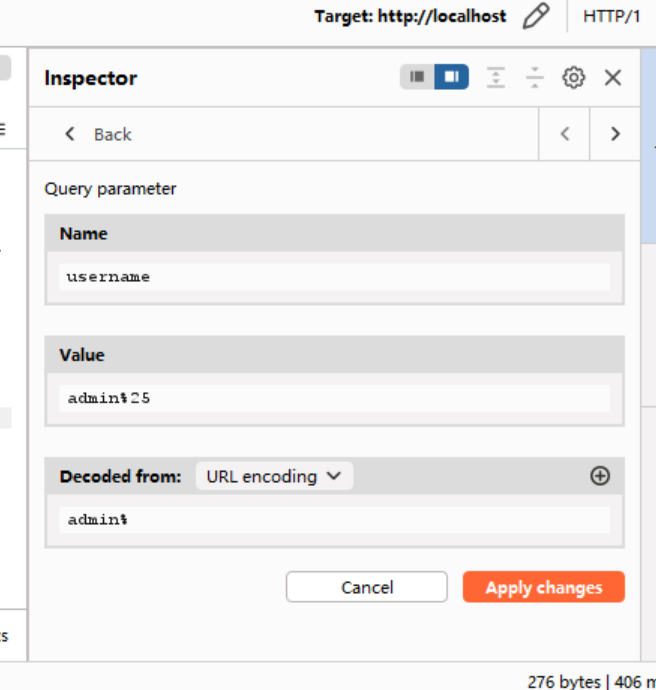 Target: http://localhost
HTTP/1
Inspector
Back
Query parameter
Name
username
Value
admin%25
Decoded from: URL encoding
admin%
Cancel Apply changes
276 bytes | 406 m